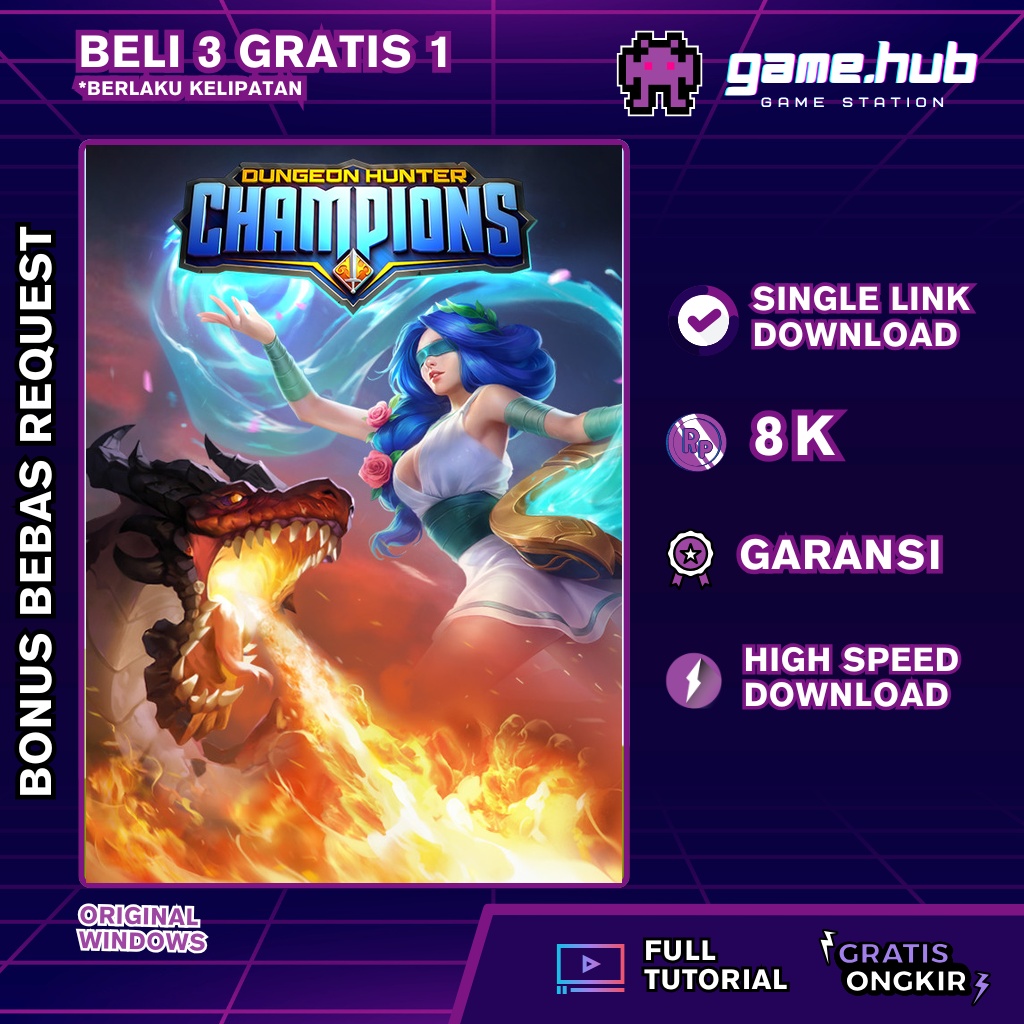 BELI 3 GRATIS 1
*BERLAKU KELIPATAN
game.hub
GAME STATION
BONUS BEBAS REQUEST
DUNGEON HUNTER
CHAMPIONS
SINGLE LINK
DOWNLOAD
Rp
8K
GARANSI
HIGH SPEED
DOWNLOAD
ORIGINAL
WINDOWS
FULL
TUTORIAL
GRATIS
ONGKIR